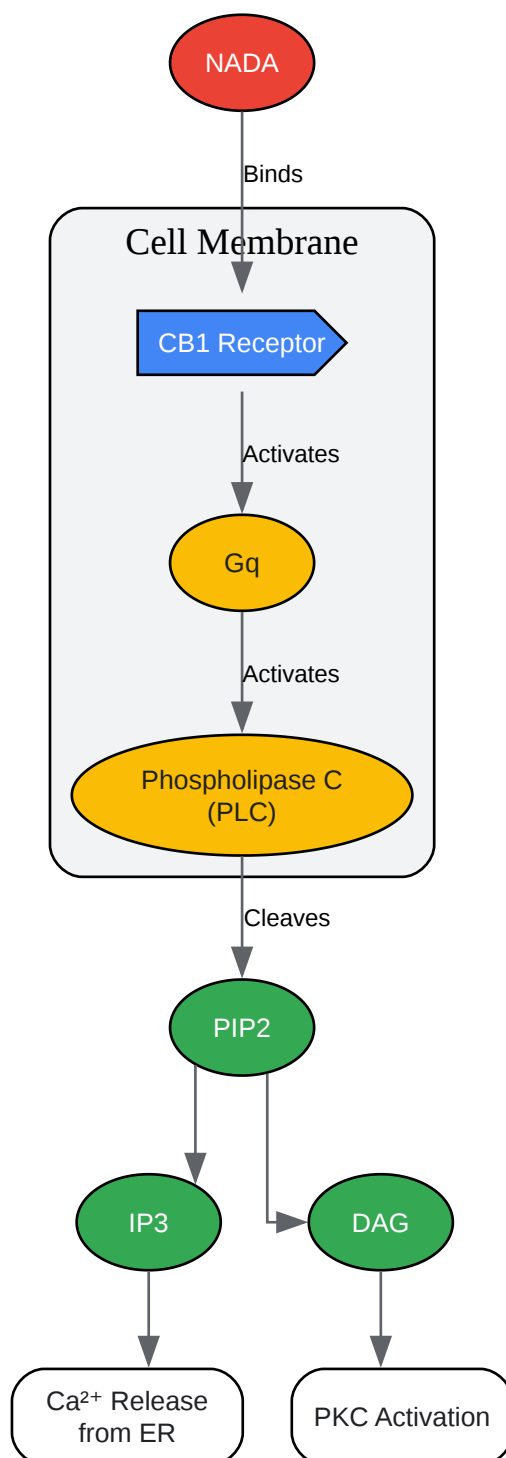 NADA
Binds
Cell Membrane
CB1 Receptor
Activates
Gq
Activates
Phospholipase C
(PLC)
Cleaves
PIP2
IP3
DAG
Ca²⁺ Release
from ER
PKC Activation